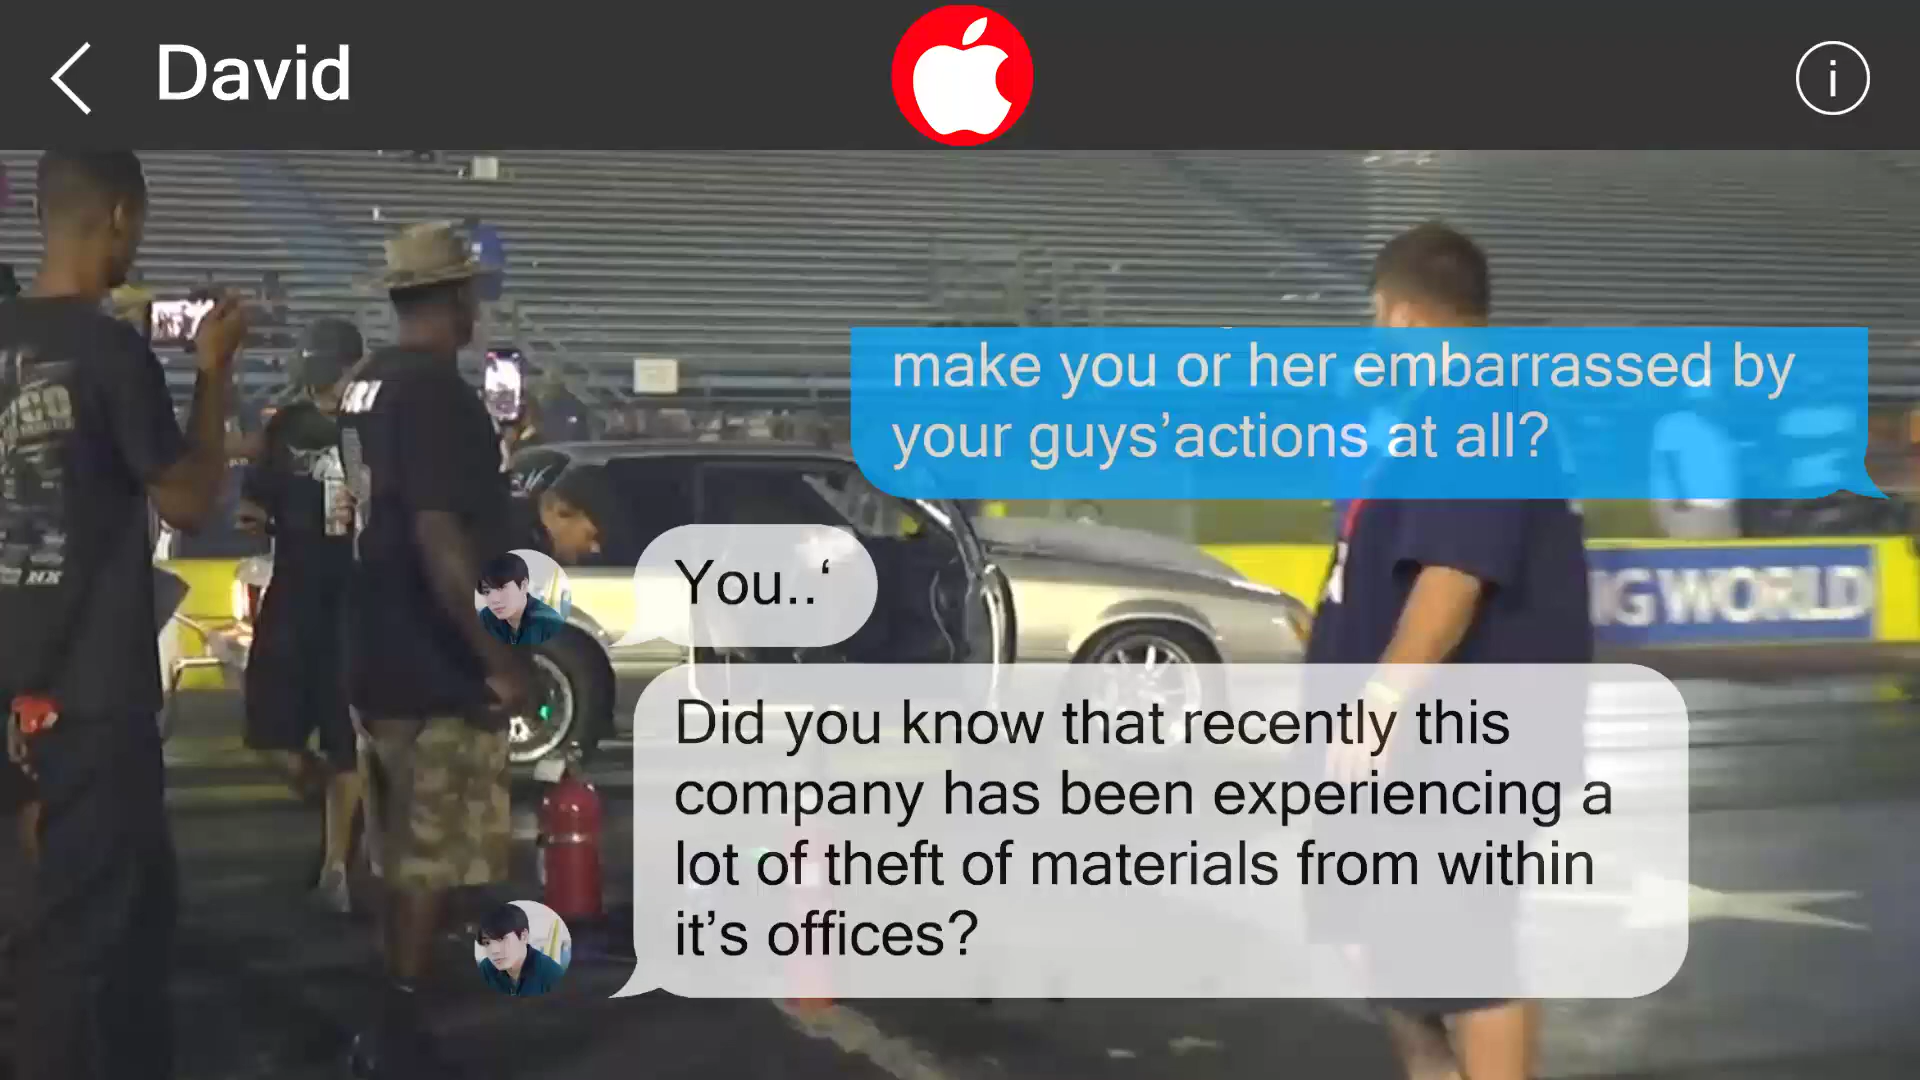 David
make you or her embarrassed by
your guys’actions at all?
You..‘
Did you know that recently this
company has been experiencing a
lot of theft of materials from within
it’s offices?
WORLD